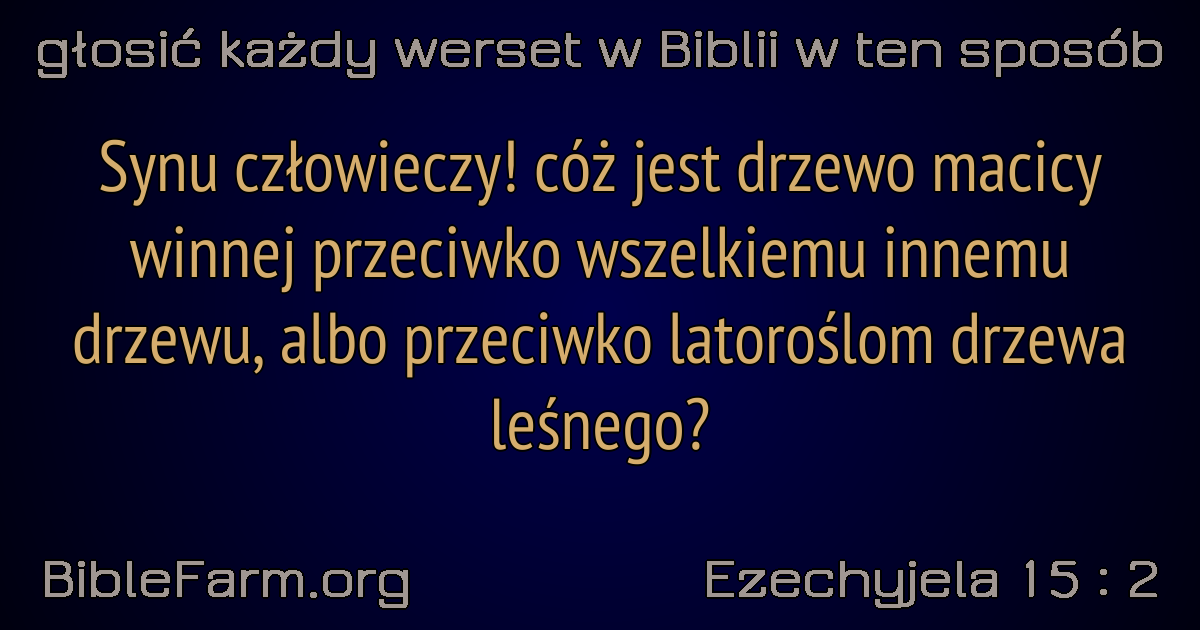 głosić każdy werset w Biblii w ten sposób
Synu człowieczy! cóż jest drzewo macicy
winnej przeciwko wszelkiemu innemu
drzewu, albo przeciwko latoroślom drzewa
leśnego?
BibleFarm.org
Ezechyjela 15 : 2